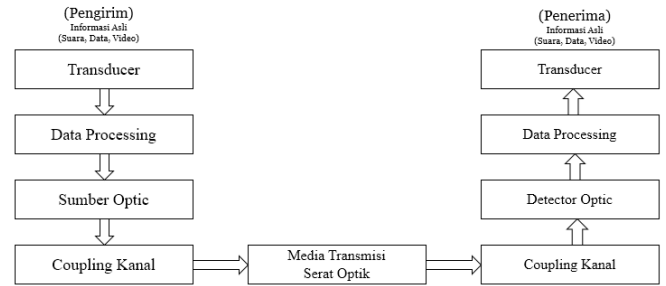 (Pengirim)
Informasi Asli
(Suara, Data, Video)
Transducer
Data Processing
Sumber Optic
Coupling Kanal
Media Transmisi
Serat Optik
(Penerima)
Informasi Asli
(Suara, Data, Video)
Transducer
Data Processing
Detector Optic
Coupling Kanal